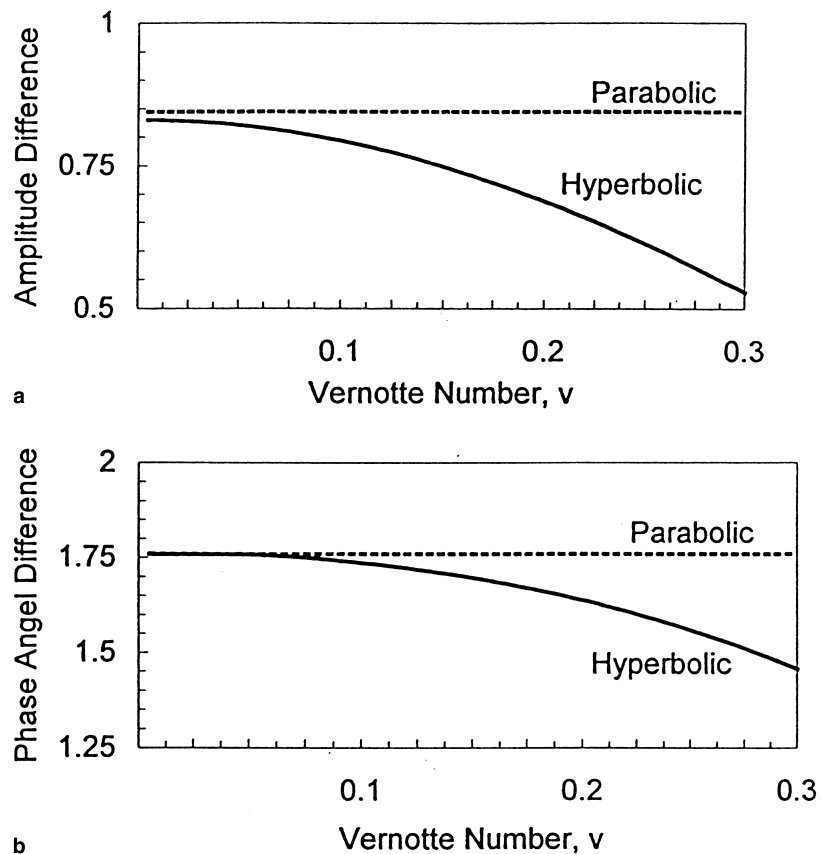 Amplitude Difference
1
0.75
0.5
Parabolic
Hyperbolic
0.1 0.2 0.3
Vernotte Number, v
a
Phase Angel Difference
2
1.75
1.5
1.25
Parabolic
Hyperbolic
0.1 0.2 0.3
Vernotte Number, v
b